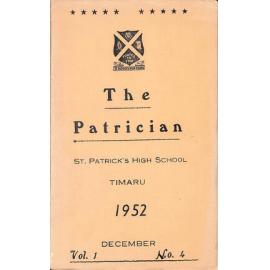 The
Patrician
ST. PATRICK'S HIGH SCHOOL
TIMARU
1952
DECEMBER
Vol. 1 No. 4